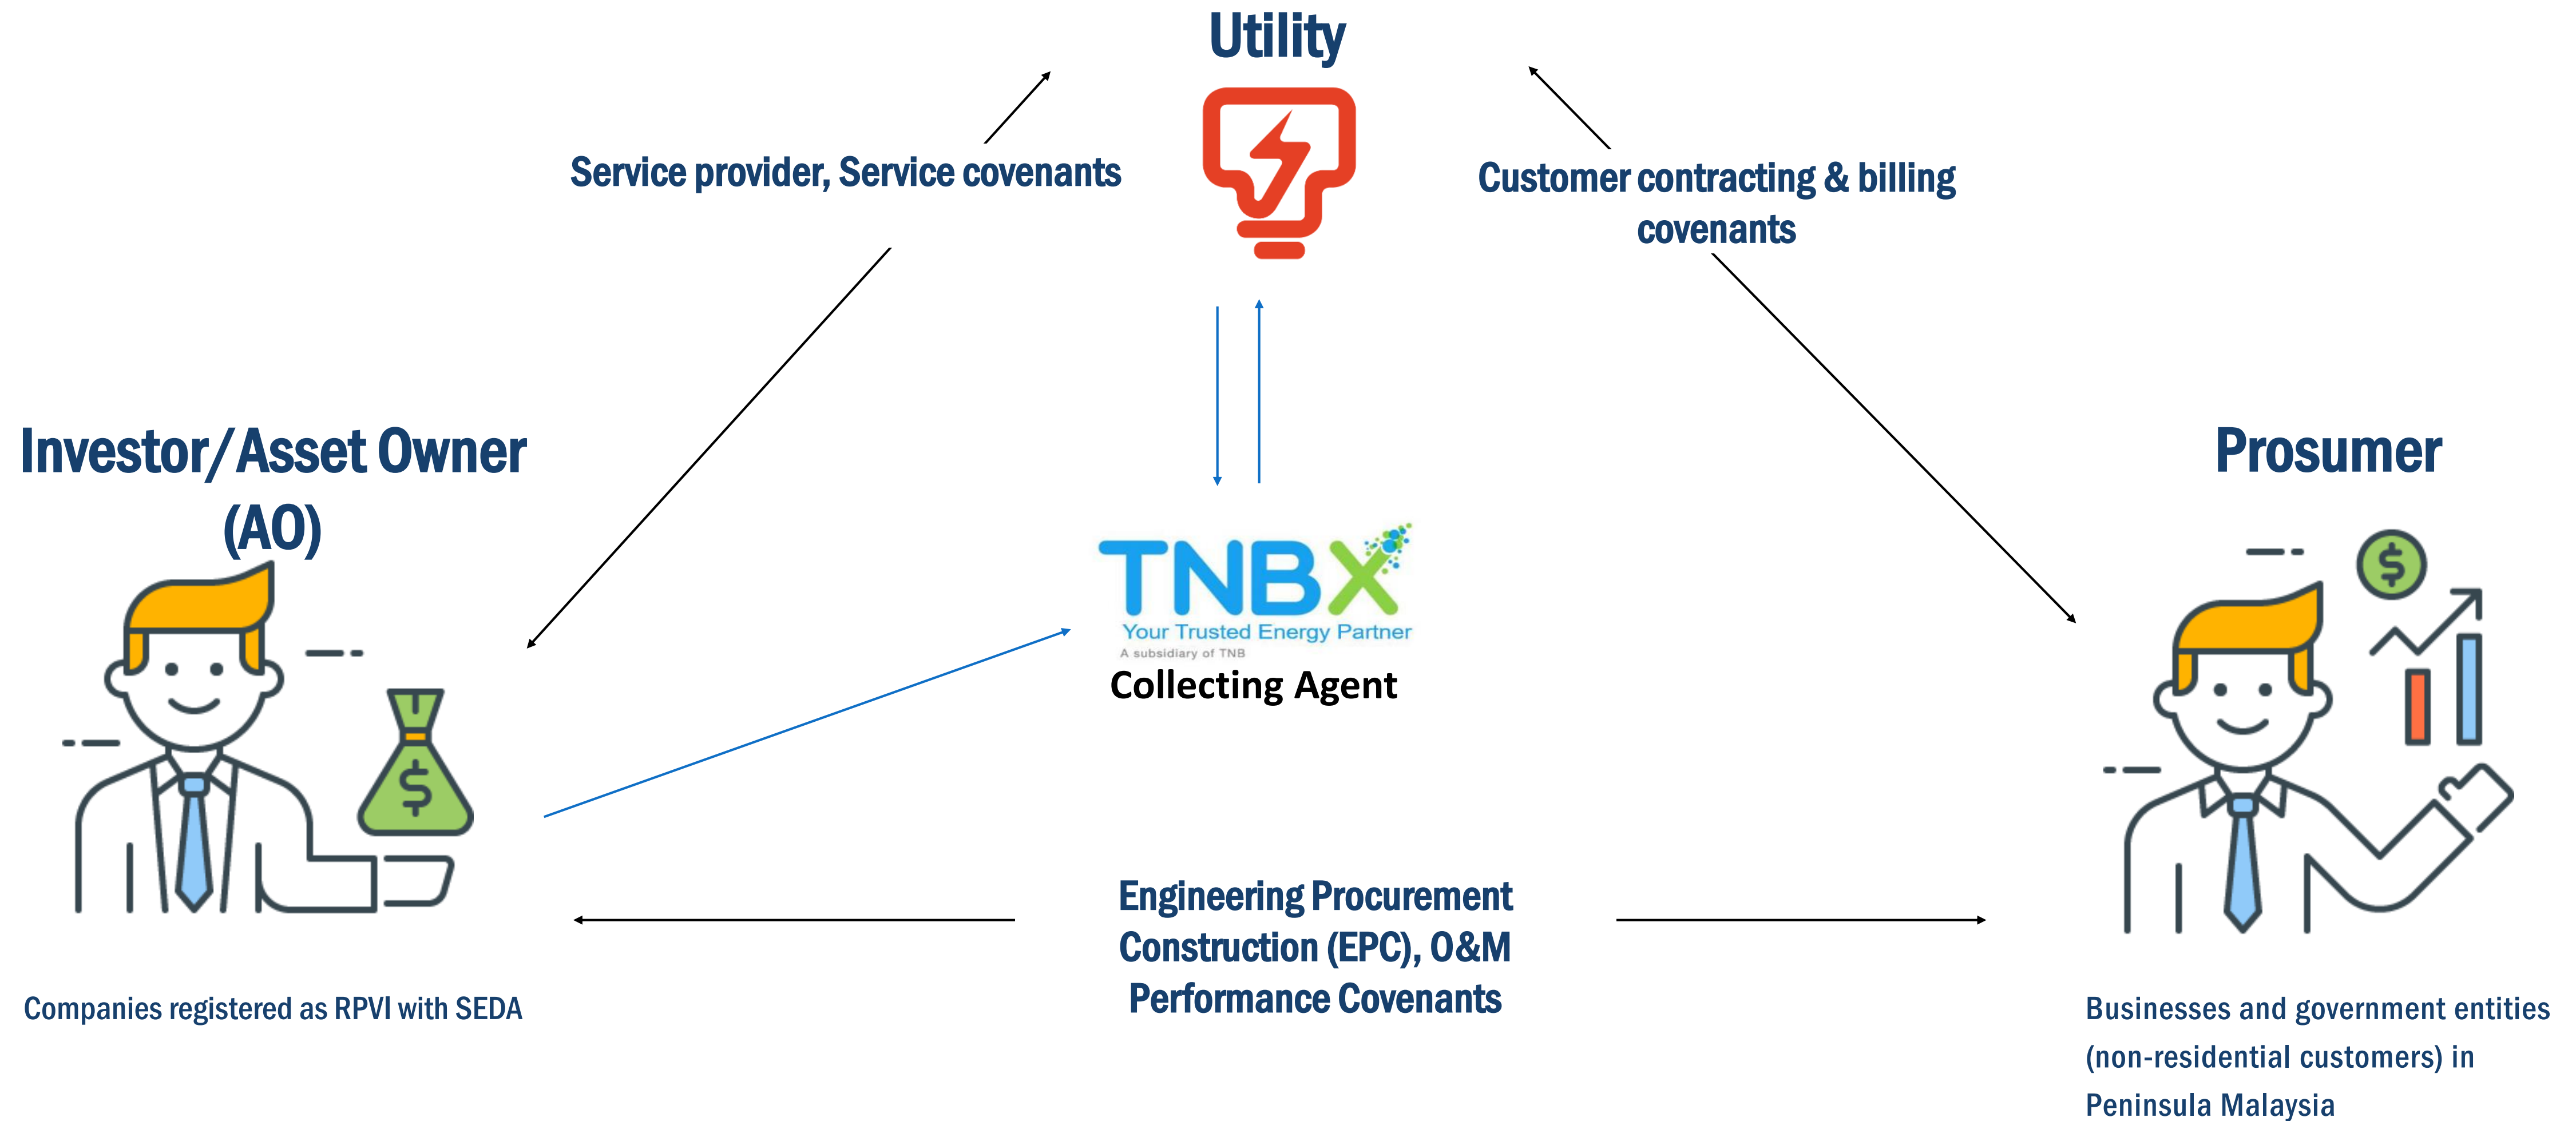 Utility
Service provider, Service covenants
Customer contracting & billing
covenants
Investor/Asset Owner
(AO)
Prosumer
TNBX
Your Trusted Energy Partner
A subsidiary of TNB
Collecting Agent
Engineering Procurement
Construction (EPC), O&M
Performance Covenants
Companies registered as RPVI with SEDA
Businesses and government entities
(non-residential customers) in
Peninsula Malaysia